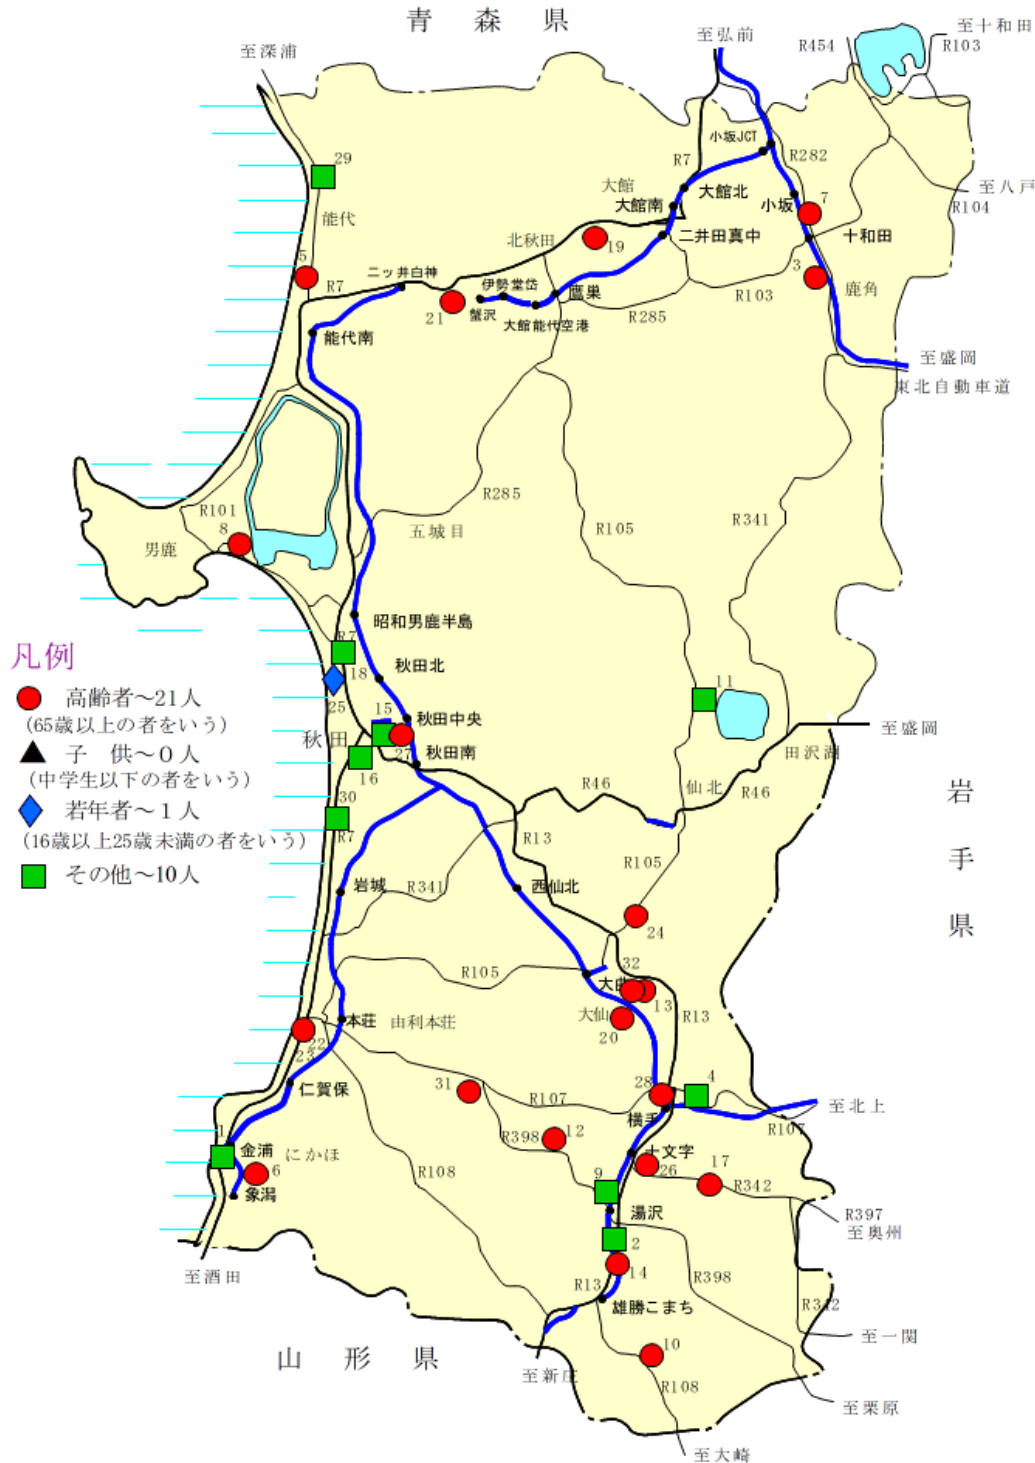 青森県
至十和田
R103
R454
至弘前
至深浦
小坂JCT
R282
R7
29
大館
大館北
大館南
小坂
7
至八戸
R104
能代
北秋田
19
二井田真中
十和田
5
R7
二ッ井白神
伊勢堂岱
鷹巣
3
鹿角
R103
21
蟹沢
大館能代空港
R285
能代南
至盛岡
東北自動車道
R285
R101
8
五城目
R105
R341
男鹿
昭和男鹿半島
R7
凡例
18
秋田北
11
高齢者～21人
(65歳以上の者をいう)
25
15
秋田中央
至盛岡
秋田
27
秋田南
田沢湖
子 供～０人
(中学生以下の者をいう)
16
仙北
R46
R46
岩手県
若年者～１人
(16歳以上25歳未満の者をいう)
30
R7
R13
R105
その他～10人
岩城
R341
西仙北
24
32
R105
大曲
13
大仙
R13
20
本荘
由利本荘
22
23
仁賀保
31
R107
28
4
至北上
横手
R107
1
金浦
にかほ
R398
12
十文字
6
象潟
R108
9
26
17
R342
湯沢
R397
至奥州
2
至酒田
14
R13
R398
雄勝こまち
R342
至一関
山形県
10
至新庄
R108
至栗原
至大崎